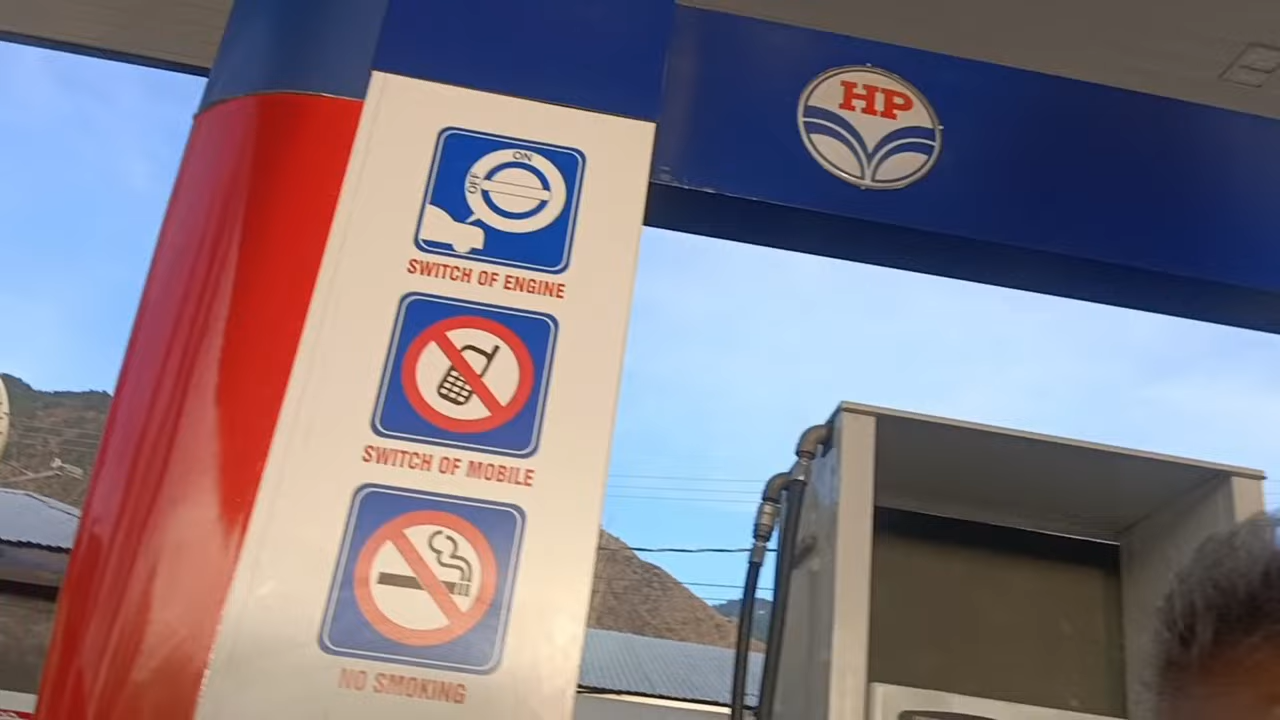 HP
ON
OFF
SWITCH OF ENGINE
SWITCH OF MOBILE
NO SMOKING